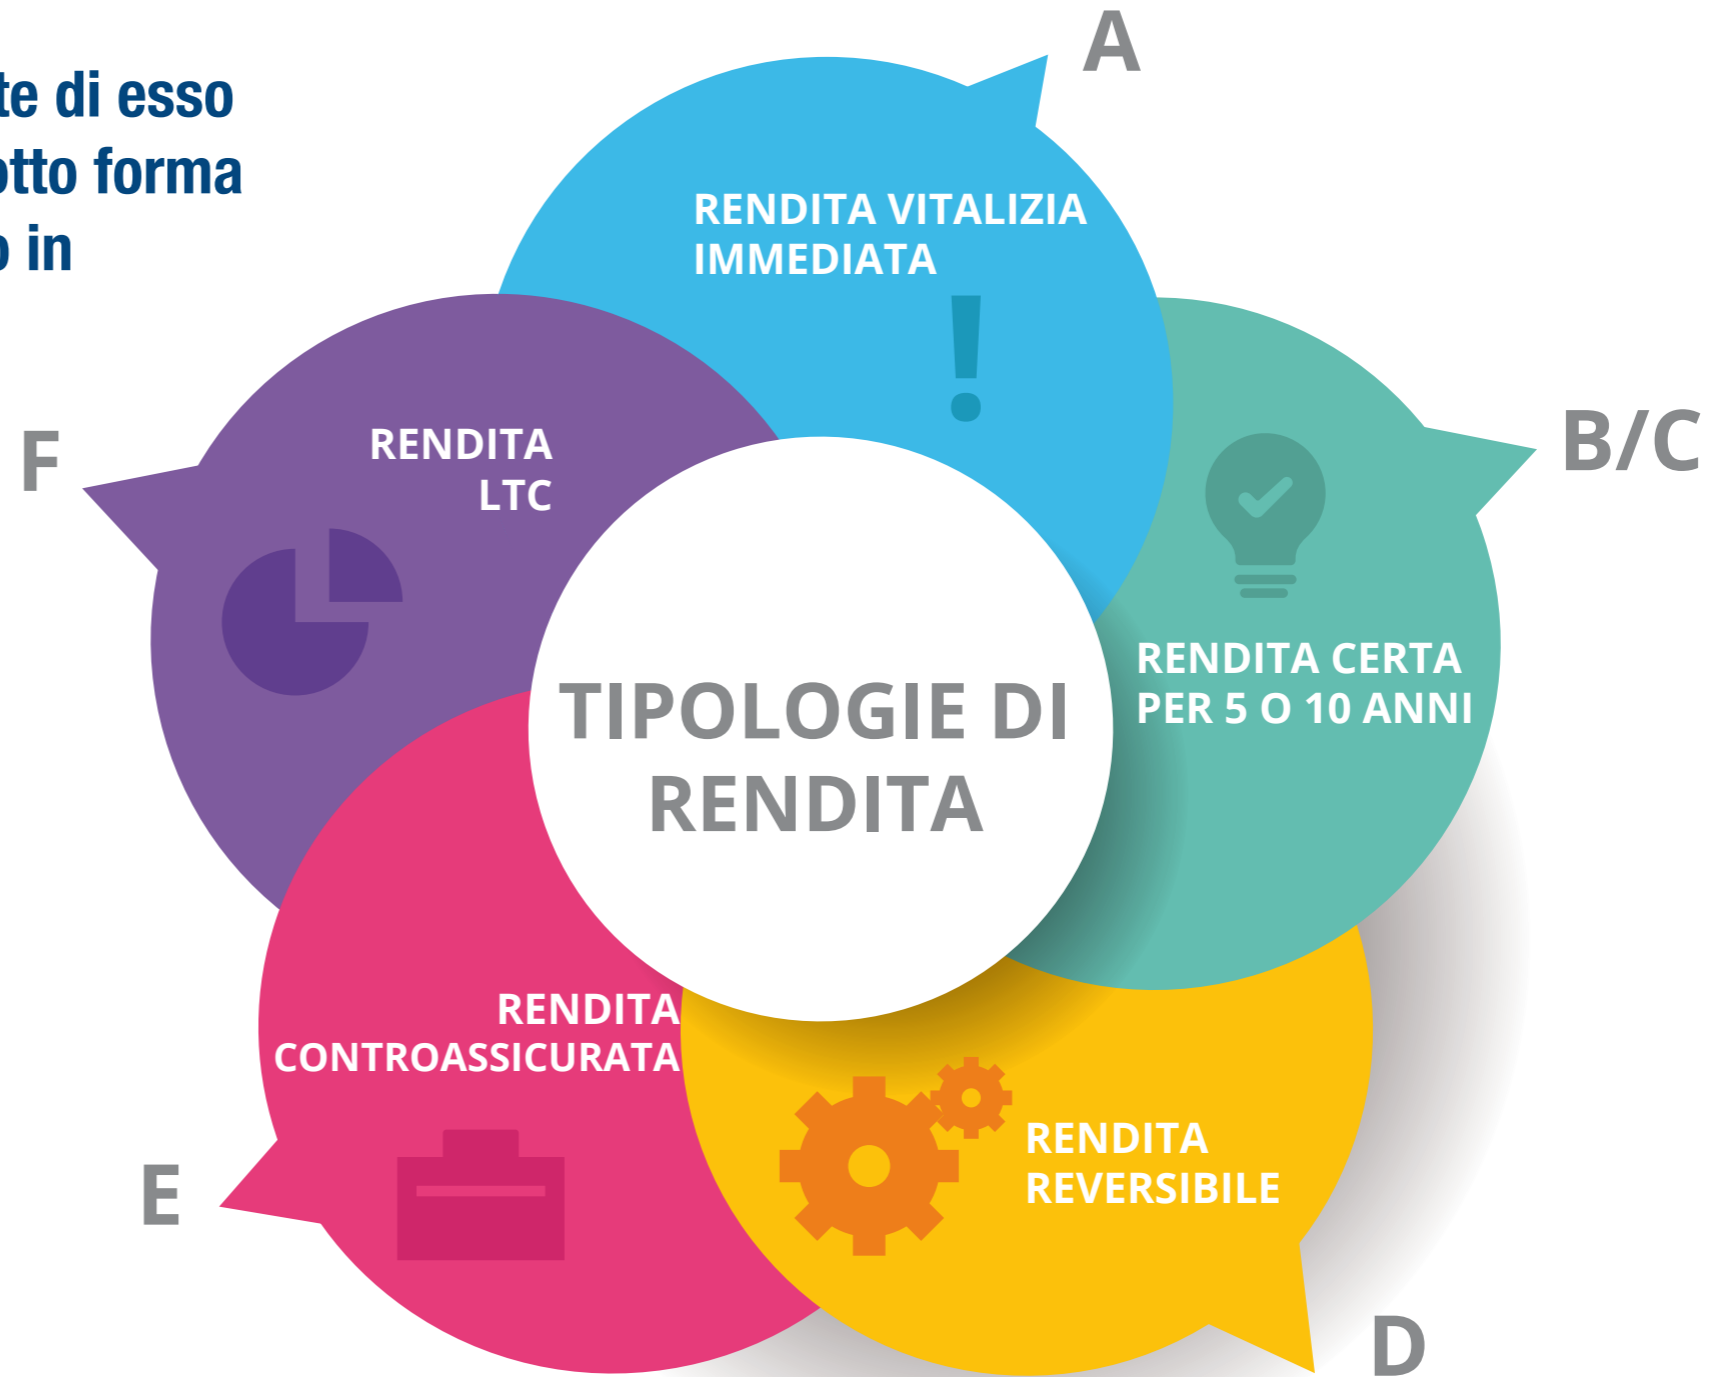 te di esso
otto forma
o in
A
RENDITA VITALIZIA
IMMEDIATA
B/C
RENDITA CERTA
PER 5 O 10 ANNI
F
RENDITA
LTC
TIPOLOGIE DI
RENDITA
RENDITA
CONTROASSICURATA
E
RENDITA
REVERSIBILE
D